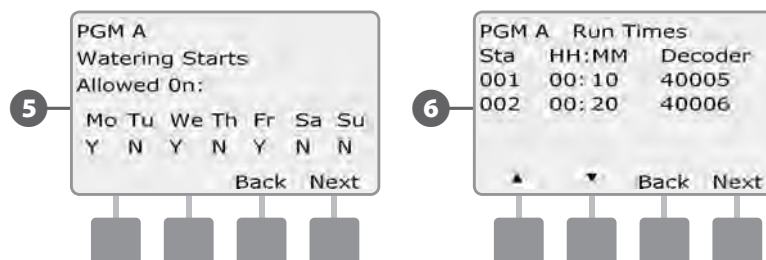 5
PGM A
Watering Starts
Allowed 0n:
Mo Tu We Th Fr Sa Su
Y N Y N Y N N
Back Next
6
PGM A Run Times
Sta HH:MM Decoder
001 00:10 40005
002 00:20 40006
▲ ▼ Back Next